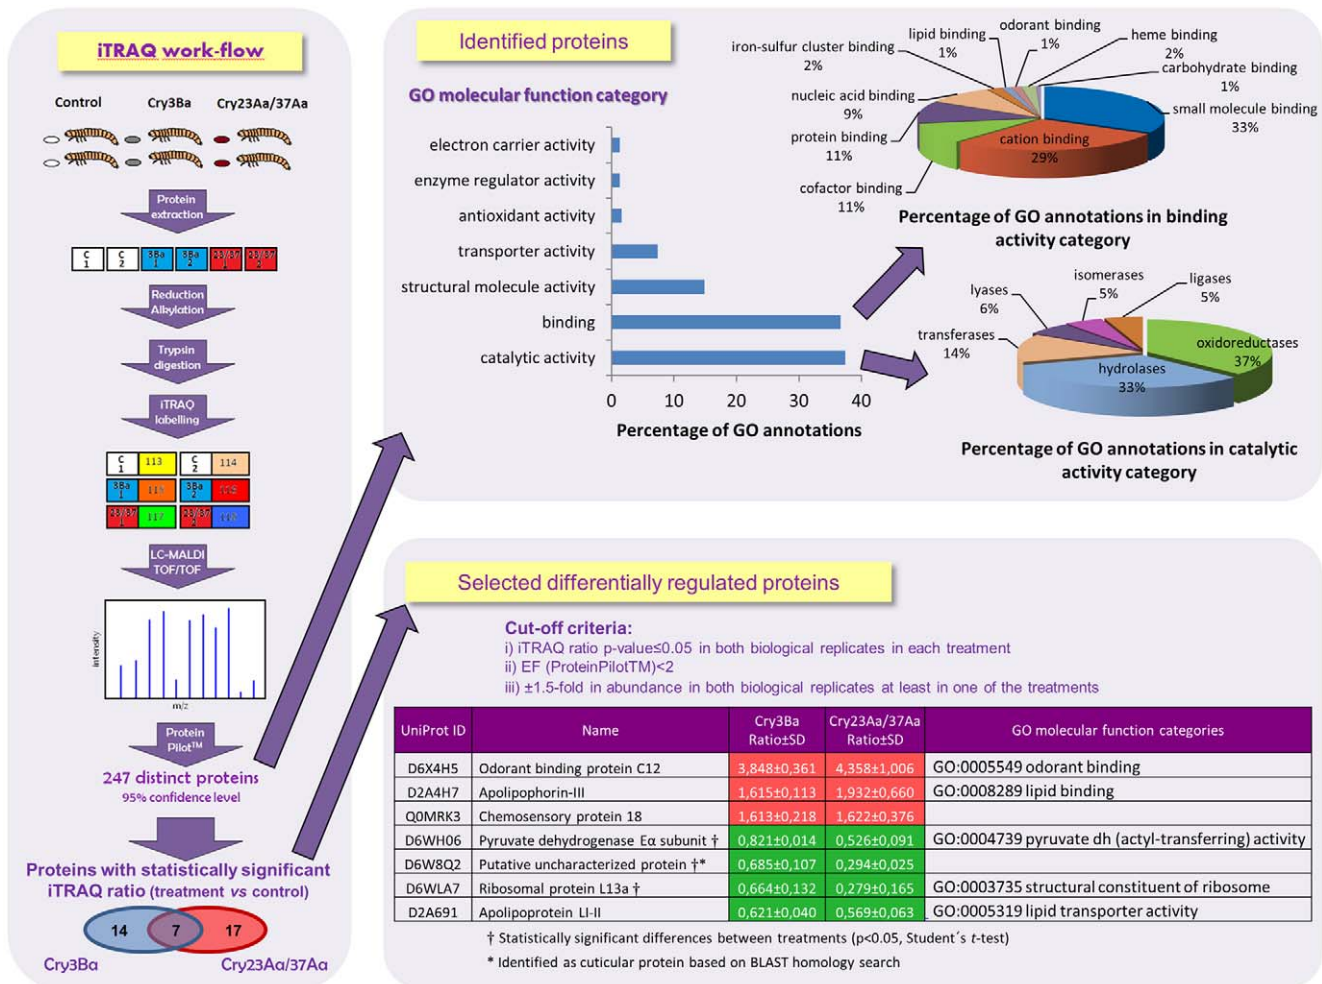 iTRAQ work-flow
Control Cry3Ba Cry23Aa/37Aa
Protein
extraction
C
1
C
2
3Ba
1
3Ba
2
23/37
1
23/37
2
Reduction
Alkylation
Trypsin
digestion
iTRAQ
labelling
C
1
113
C
2
114
3Ba
1
3Ba
2
23/37
1
117
23/37
LC-MALDI
TOF/TOF
intensity
m/z
Protein
Pilot™
247 distinct proteins
95% confidence level
Proteins with statistically significant
iTRAQ ratio (treatment vs control)
14 7 17
Cry3Ba Cry23Aa/37Aa
Identified proteins
GO molecular function category
electron carrier activity
enzyme regulator activity
antioxidant activity
transporter activity
structural molecule activity
binding
catalytic activity
0 10 20 30 40
Percentage of GO annotations
odorant binding
1%
lipid binding
1%
heme binding
2%
iron-sulfur cluster binding
2%
carbohydrate binding
1%
nucleic acid binding
9%
small molecule binding
33%
protein binding
11%
cation binding
29%
cofactor binding
11%
Percentage of GO annotations in binding
activity category
isomerases
5%
ligases
5%
lyases
6%
transferases
14%
oxidoreductases
37%
hydrolases
33%
Percentage of GO annotations in catalytic
activity category
Selected differentially regulated proteins
Cut-off criteria:
i) iTRAQ ratio p-value≤0.05 in both biological replicates in each treatment
ii) EF (ProteinPilotTM)<2
iii) ±1.5-fold in abundance in both biological replicates at least in one of the treatments
UniProt ID Name Cry3Ba Ratio±SD Cry23Aa/37Aa Ratio±SD GO molecular function categories
D6X4H5 Odorant binding protein C12 3,848±0,361 4,358±1,006 GO:0005549 odorant binding
D2A4H7 Apolipophorin-III 1,615±0,113 1,932±0,660 GO:0008289 lipid binding
Q0MRK3 Chemosensory protein 18 1,613±0,218 1,622±0,376
D6WH06 Pyruvate dehydrogenase Eα subunit † 0,821±0,014 0,526±0,091 GO:0004739 pyruvate dh (actyl-transferring) activity
D6W8Q2 Putative uncharacterized protein †* 0,685±0,107 0,294±0,025
D6WLA7 Ribosomal protein L13a † 0,664±0,132 0,279±0,165 GO:0003735 structural constituent of ribosome
D2A691 Apolipoprotein LI-II 0,621±0,040 0,569±0,063 GO:0005319 lipid transporter activity
† Statistically significant differences between treatments (p<0.05, Student´s t-test)
* Identified as cuticular protein based on BLAST homology search